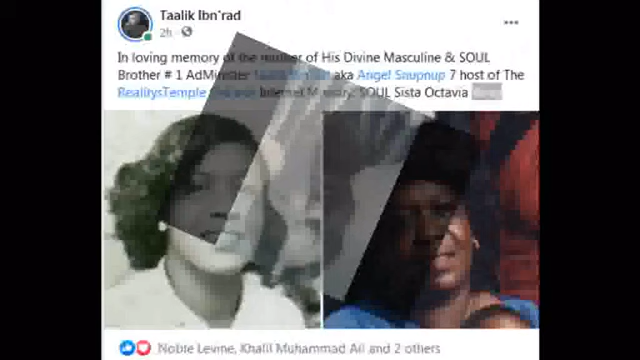 Taalik Ibn'rad
2h
In loving memory of the mother of His Divine Masculine & SOUL
Brother # 1 AdMinister aka Angel Snupnup 7 host of The
RealitysTemple Internet SOUL Sista Octavia
Noble Levine, Khalil Muhammad Ali and 2 others